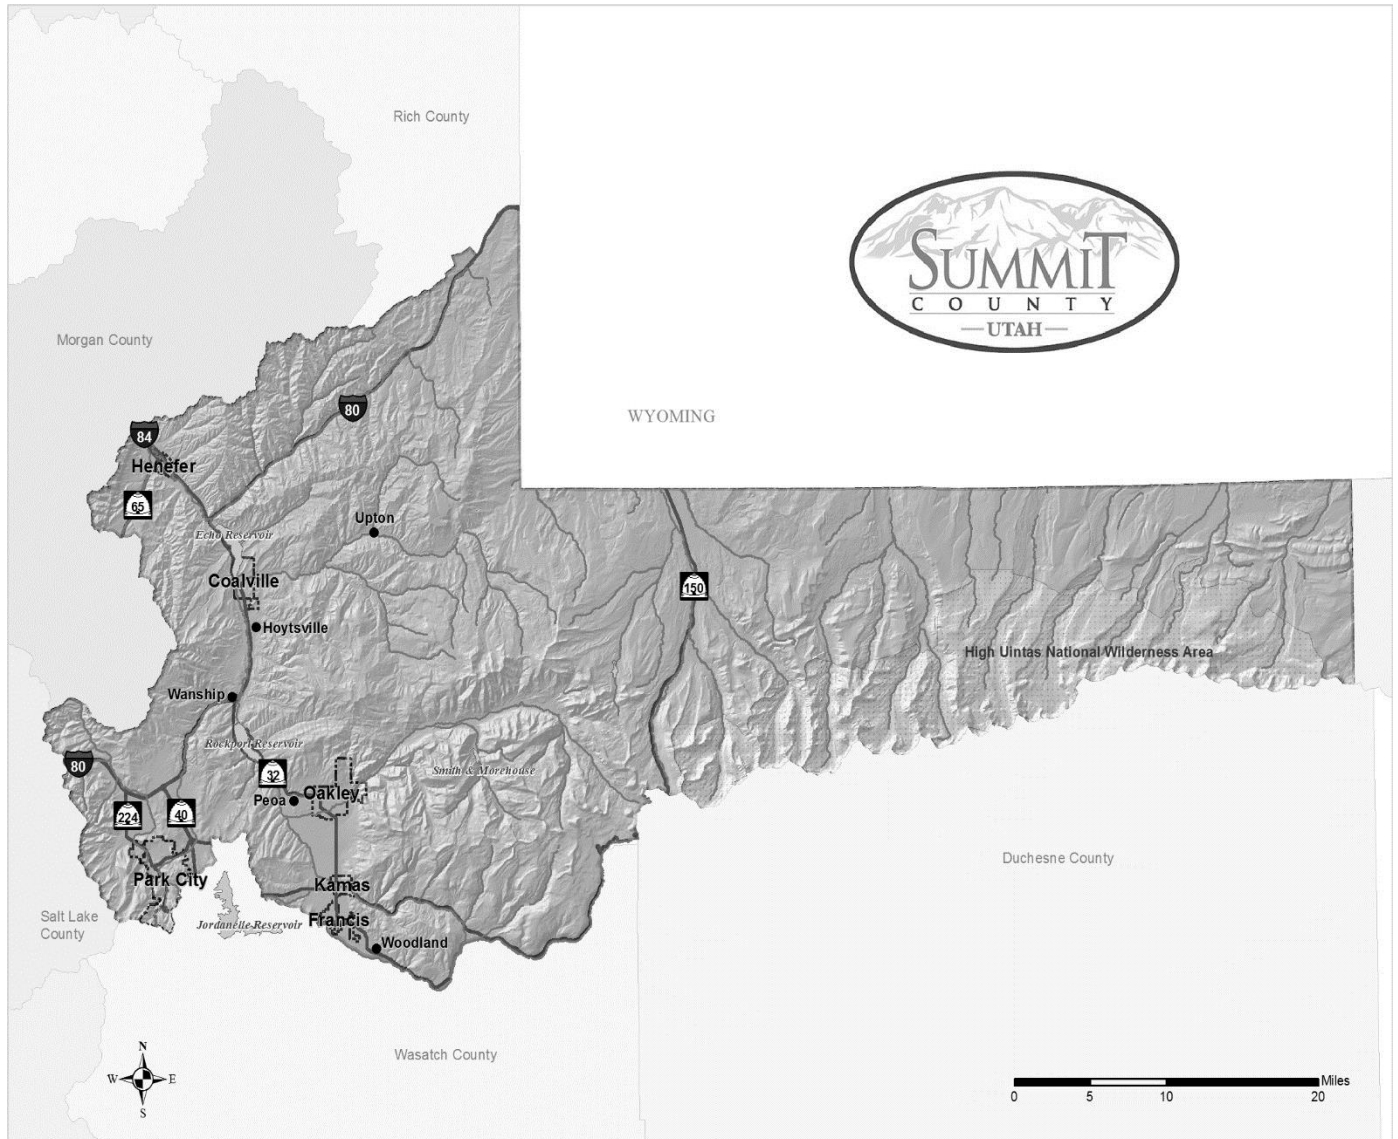 Rich County
SUMMIT
COUNTY
UTAH
Morgan County
WYOMING
80
84
Henefer
65
Upton
Echo Reservoir
Coalville
150
Hoytsville
High Uintas National Wilderness Area
Wanship
Rockport Reservoir
80
32
Smith & Morehouse
Peoa
Oakley
224
40
Duchesne County
Park City
Kamas
Salt Lake
County
Jordanelle Reservoir
Francis
Woodland
Wasatch County
N
W
E
S
Miles
0
5
10
20